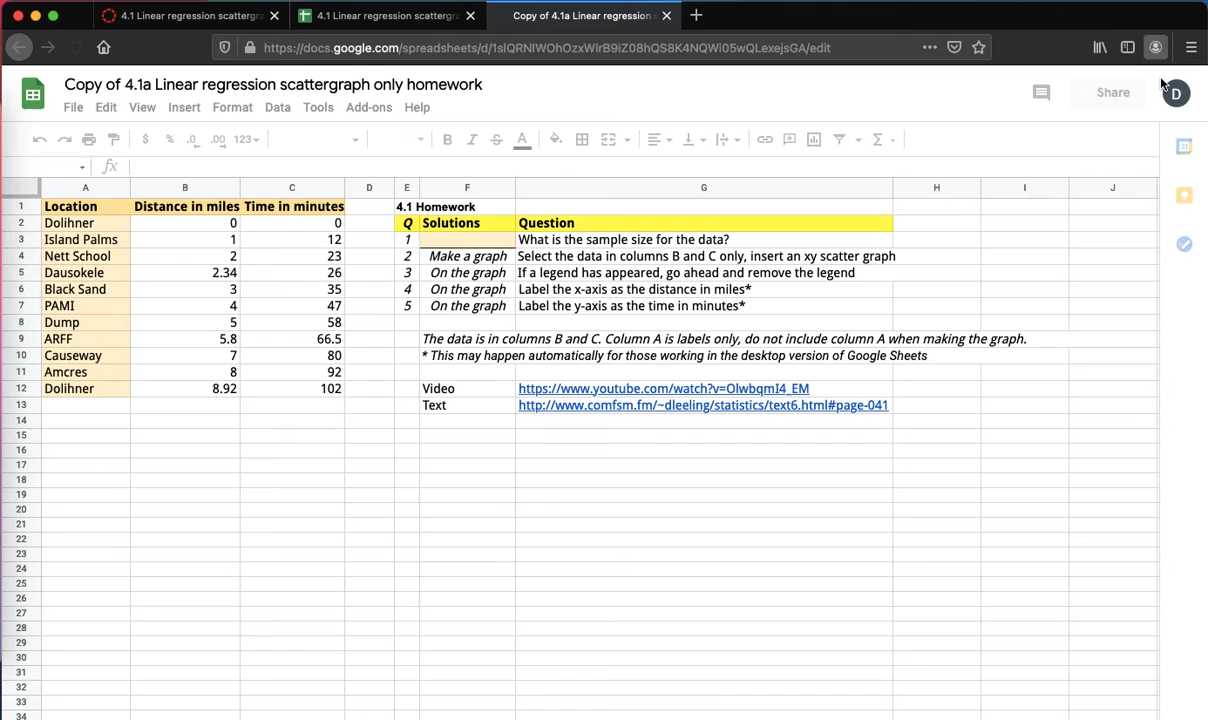 4.1 Linear regression scattergra
4.1 Linear regression scattergra
Copy of 4.1a Linear regression s
https://docs.google.com/spreadsheets/d/1slQRNIWOhOzxWlrB9iZ08hQS8K4NQWi05wQLexejsGA/edit
Copy of 4.1a Linear regression scattergraph only homework
File Edit View Insert Format Data Tools Add-ons Help
Share
D
$ % .0 .00 123
B I S A Σ
fx
A B C D E F G H I J
1 Location Distance in miles Time in minutes 4.1 Homework
2 Dolihner 0 0 Q Solutions Question
3 Island Palms 1 12 1 What is the sample size for the data?
4 Nett School 2 23 2 Make a graph Select the data in columns B and C only, insert an xy scatter graph
5 Dausokele 2.34 26 3 On the graph If a legend has appeared, go ahead and remove the legend
6 Black Sand 3 35 4 On the graph Label the x-axis as the distance in miles*
7 PAMI 4 47 5 On the graph Label the y-axis as the time in minutes*
8 Dump 5 58
9 ARFF 5.8 66.5 The data is in columns B and C. Column A is labels only, do not include column A when making the graph.
10 Causeway 7 80 * This may happen automatically for those working in the desktop version of Google Sheets
11 Amcres 8 92
12 Dolihner 8.92 102 Video https://www.youtube.com/watch?v=OlwbqmI4_EM
13 Text http://www.comfsm.fm/~dleeling/statistics/text6.html#page-041
14
15
16
17
18
19
20
21
22
23
24
25
26
27
28
29
30
31
32
33
34